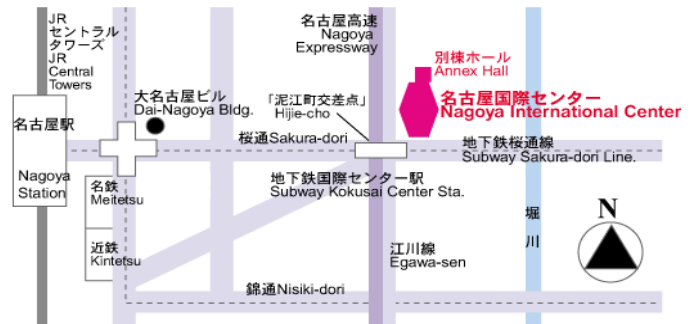 JR
セントラル
タワーズ
JR
Central
Towers
名古屋駅
Nagoya
Station
大名古屋ビル
Dai-Nagoya Bldg.
名鉄
Meitetsu
近鉄
Kintetsu
名古屋高速
Nagoya
Expressway
「泥江町交差点」
Hijie-cho
桜通Sakura-dori
別棟ホール
Annex Hall
名古屋国際センター
Nagoya International Center
地下鉄桜通線
Subway Sakura-dori Line.
地下鉄国際センター駅
Subway Kokusai Center Sta.
江川線
Egawa-sen
堀
川
錦通Nisiki-dori
N